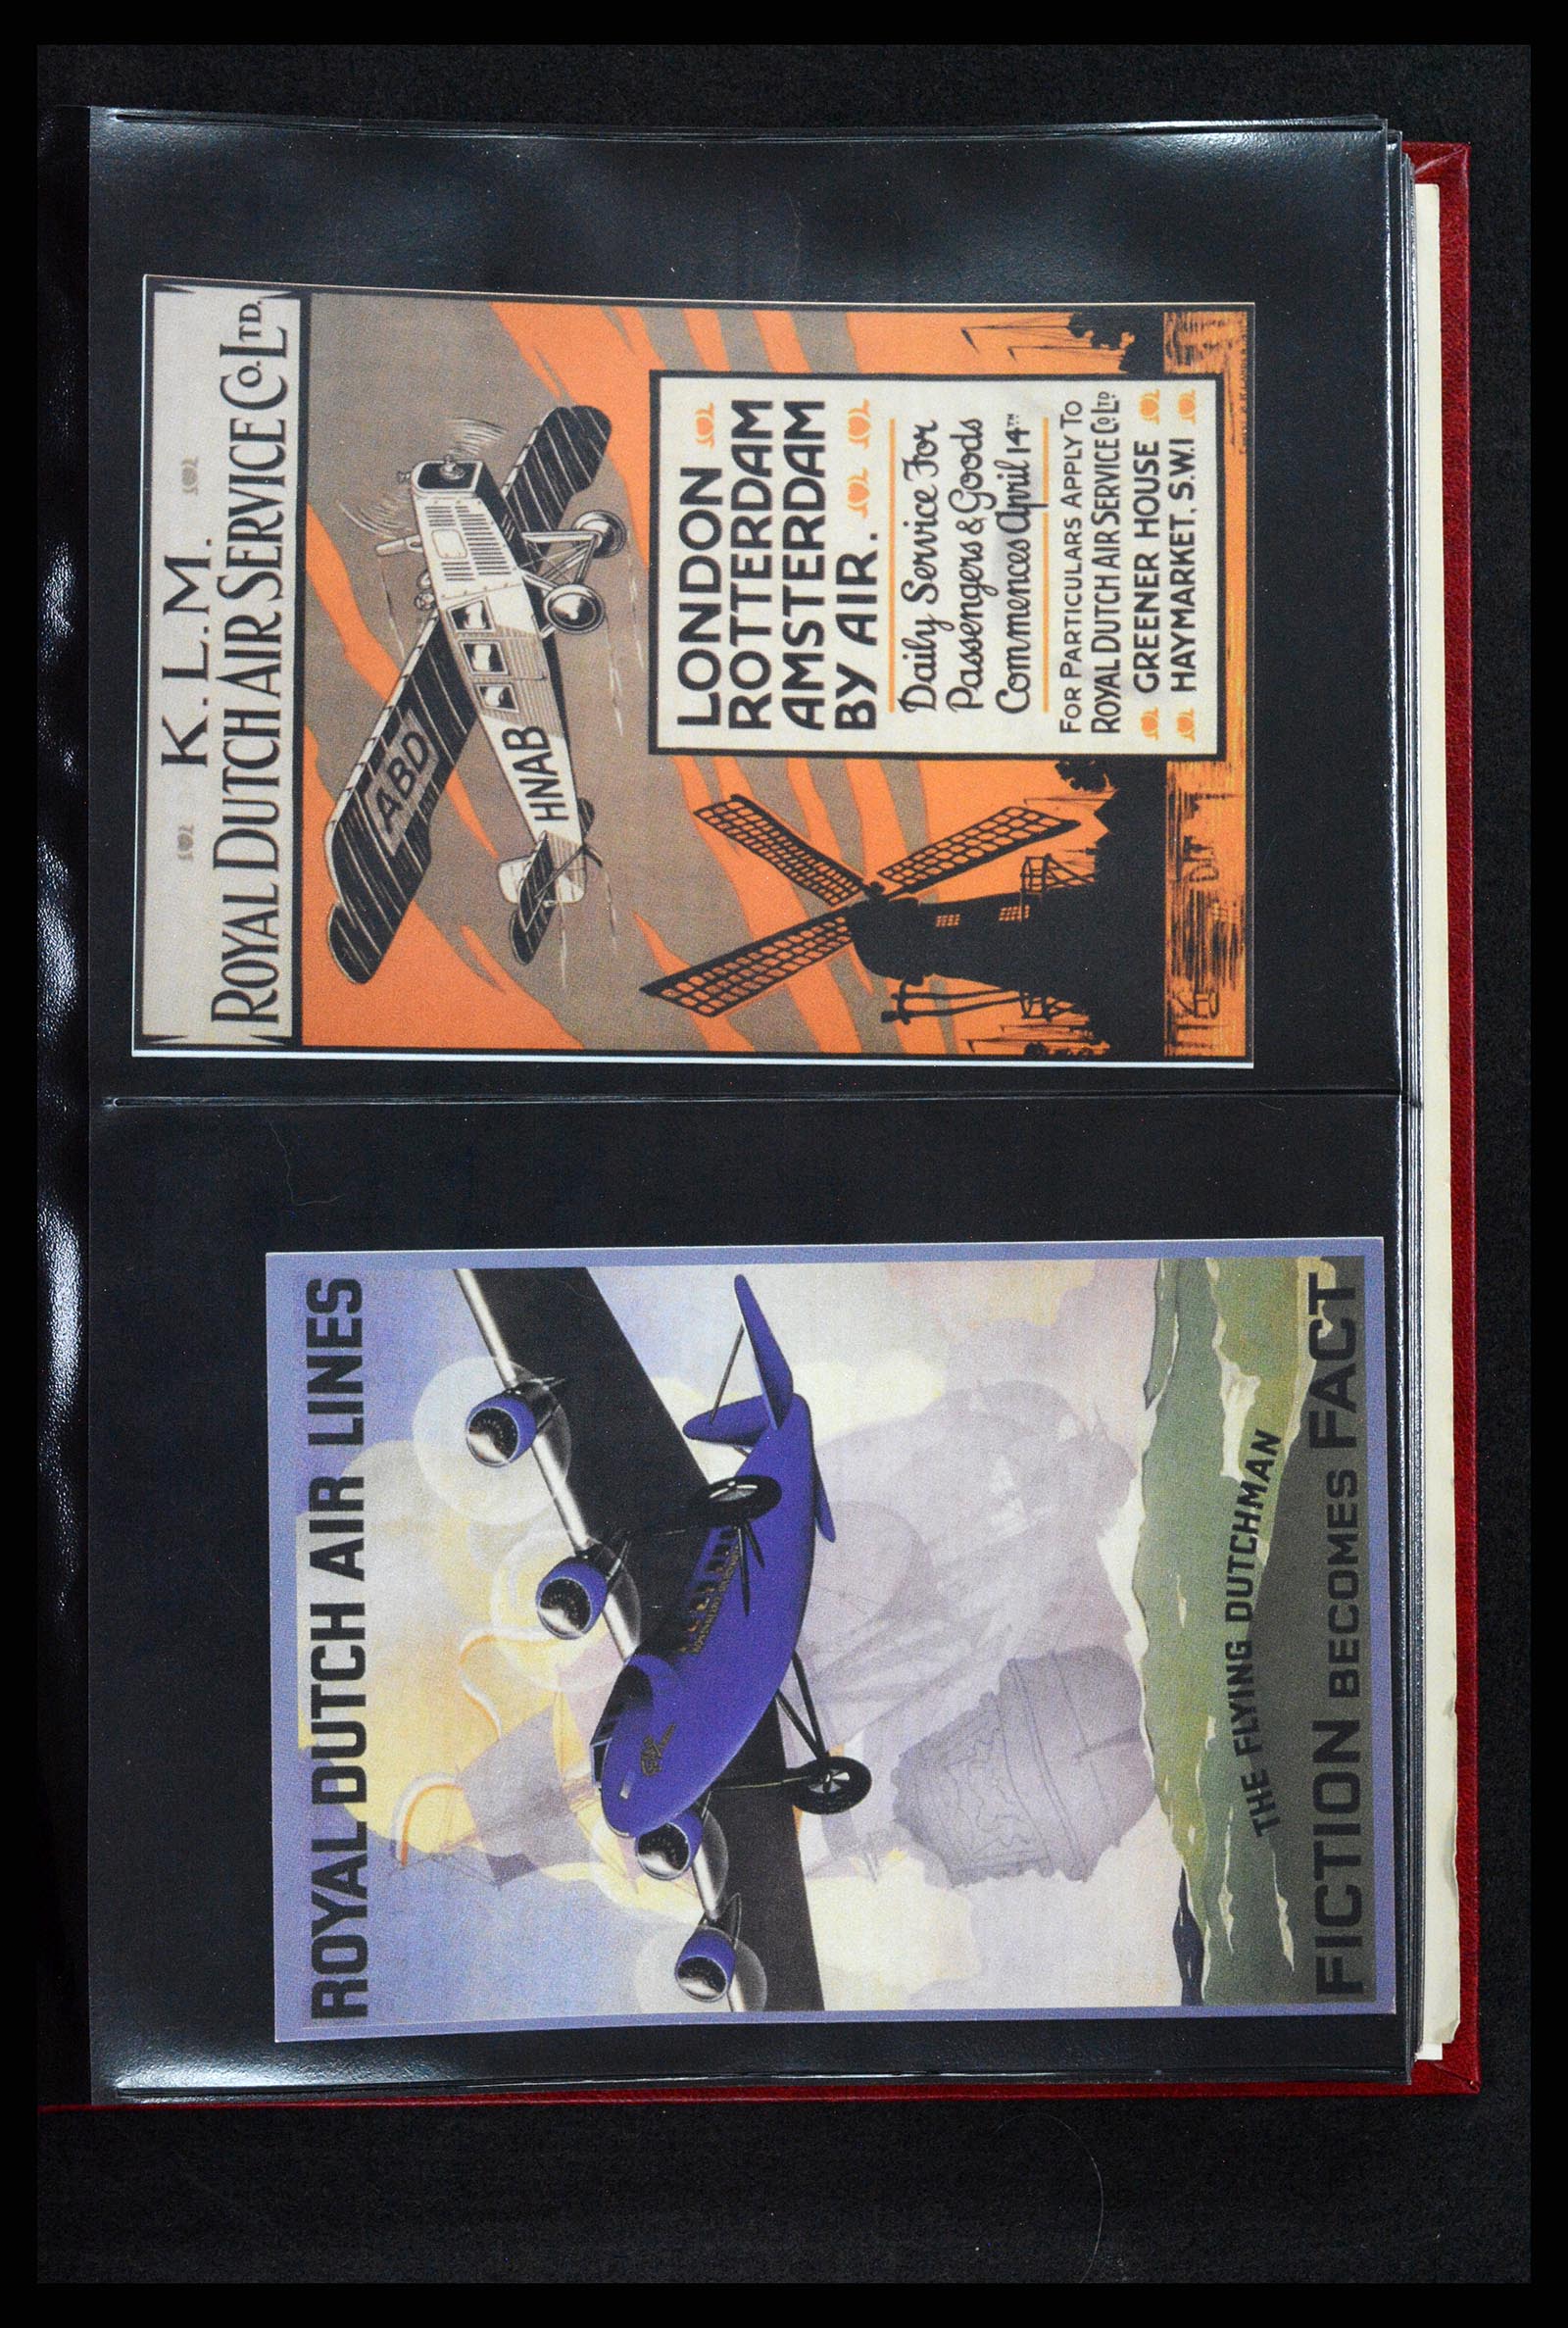 K.L.M.
ROYAL DUTCH AIR SERVICE CO. LTD.
ABD
HNAB
LONDON
ROTTERDAM
AMSTERDAM
BY AIR.
Daily Service For
Passengers & Goods
Commences April 14TH
FOR PARTICULARS APPLY TO
ROYAL DUTCH AIR SERVICE CO LTD
GREENER HOUSE
HAYMARKET, S.W.1
ROYAL DUTCH AIR LINES
THE FLYING DUTCHMAN
FICTION BECOMES FACT